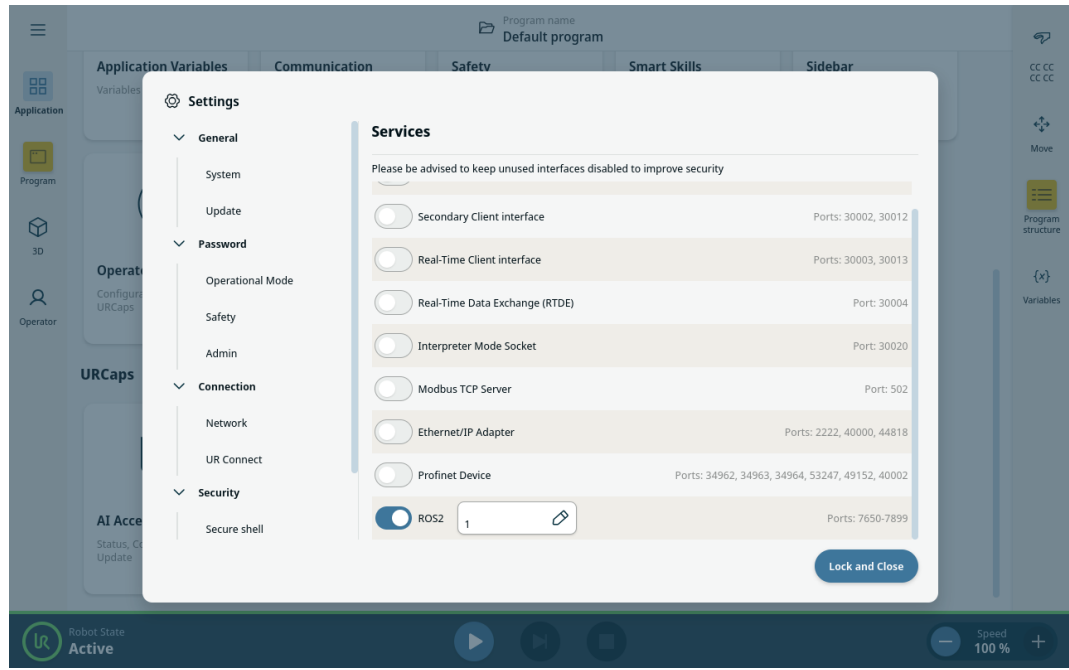 Program name
Default program
Application Variables
Communication
Safety
Smart Skills
Sidebar
Variables
Application
Program
3D
Operator
CC CC
CC CC
Move
Program
structure
{x}
Variables
Configura
URCaps
URCaps
AI Acce
Status, Co
Update
Settings
General
System
Update
Password
Operational Mode
Safety
Admin
Connection
Network
UR Connect
Security
Secure shell
Services
Please be advised to keep unused interfaces disabled to improve security
Secondary Client interface
Ports: 30002, 30012
Real-Time Client interface
Ports: 30003, 30013
Real-Time Data Exchange (RTDE)
Port: 30004
Interpreter Mode Socket
Port: 30020
Modbus TCP Server
Port: 502
Ethernet/IP Adapter
Ports: 2222, 40000, 44818
Profinet Device
Ports: 34962, 34963, 34964, 53247, 49152, 40002
ROS2
1
Ports: 7650-7899
Lock and Close
UR
Robot State
Active
Speed
100 %